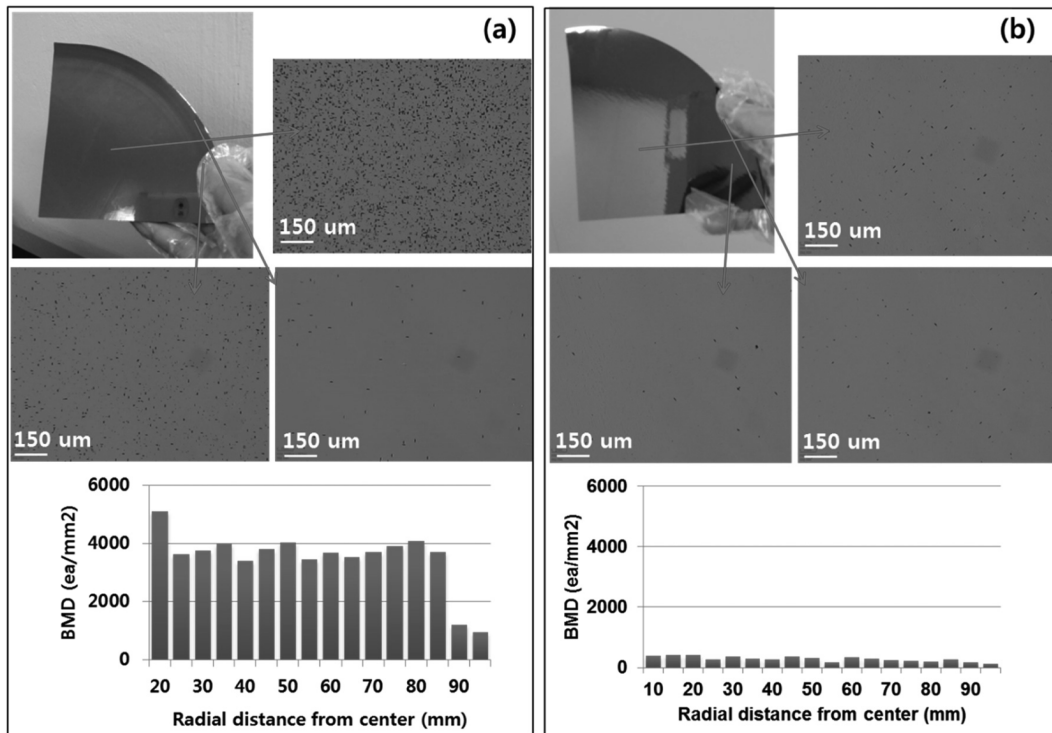 (a)
150 um
150 um
150 um
BMD (ea/mm2)
6000
4000
2000
0
20 30 40 50 60 70 80 90
Radial distance from center (mm)
(b)
150 um
150 um
150 um
BMD (ea/mm2)
6000
4000
2000
0
10 20 30 40 50 60 70 80 90
Radial distance from center (mm)